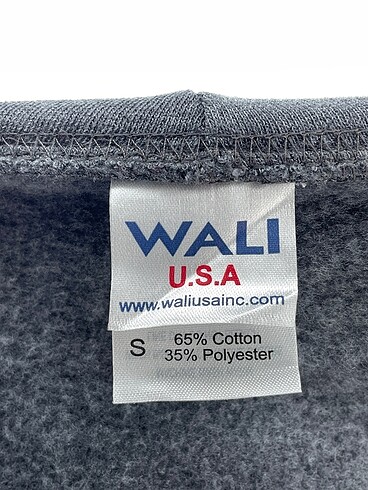 WALI
U.S.A
www.waliusainc.com
S
65% Cotton
35% Polyester